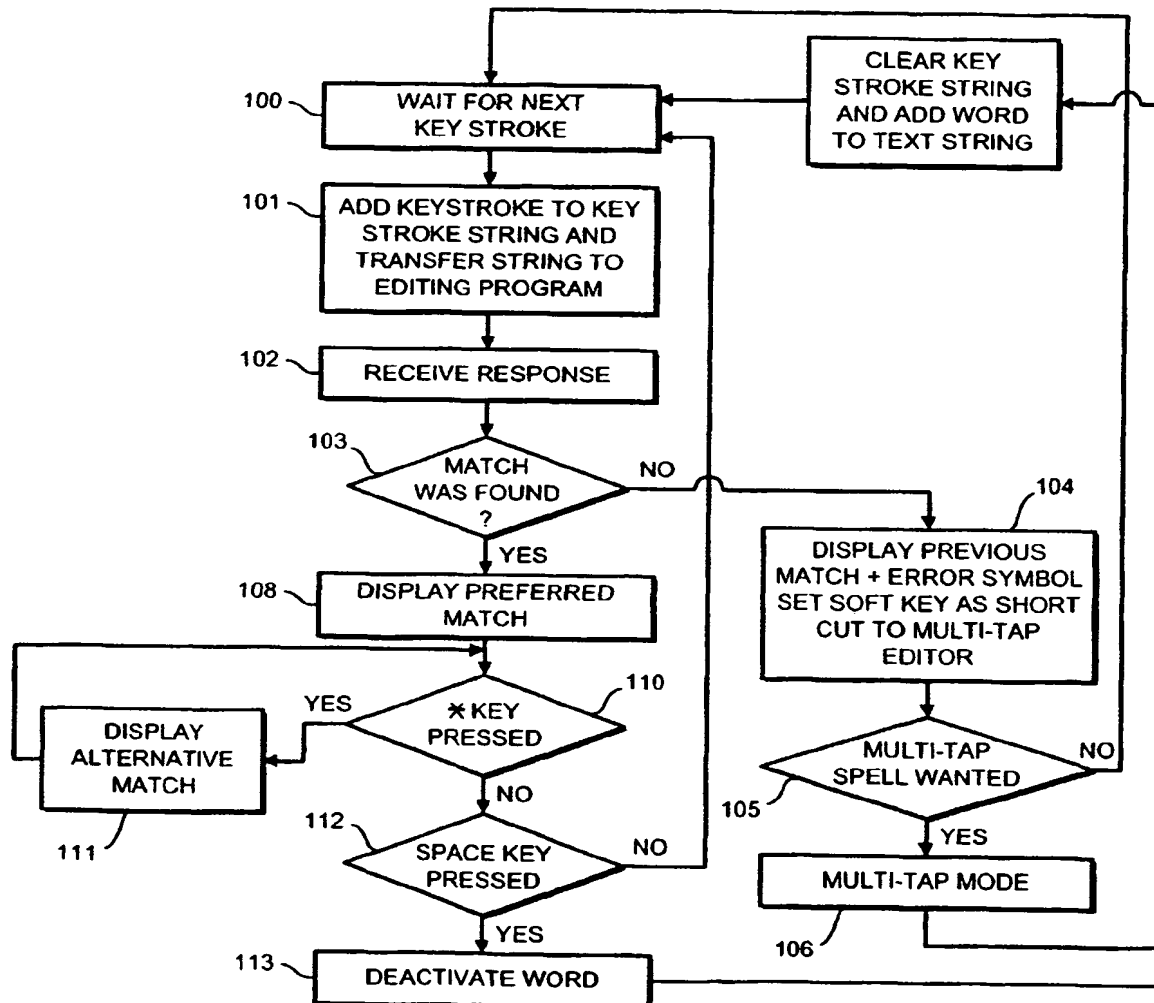 CLEAR KEY
STROKE STRING
AND ADD WORD
TO TEXT STRING
100
WAIT FOR NEXT
KEY STROKE
101
ADD KEYSTROKE TO KEY
STROKE STRING AND
TRANSFER STRING TO
EDITING PROGRAM
102
RECEIVE RESPONSE
103
MATCH
WAS FOUND
?
NO
YES
104
DISPLAY PREVIOUS
MATCH + ERROR SYMBOL
SET SOFT KEY AS SHORT
CUT TO MULTI-TAP
EDITOR
108
DISPLAY PREFERRED
MATCH
110
* KEY
PRESSED
YES
NO
DISPLAY
ALTERNATIVE
MATCH
111
105
MULTI-TAP
SPELL WANTED
NO
YES
112
SPACE KEY
PRESSED
NO
YES
MULTI-TAP MODE
106
113
DEACTIVATE WORD